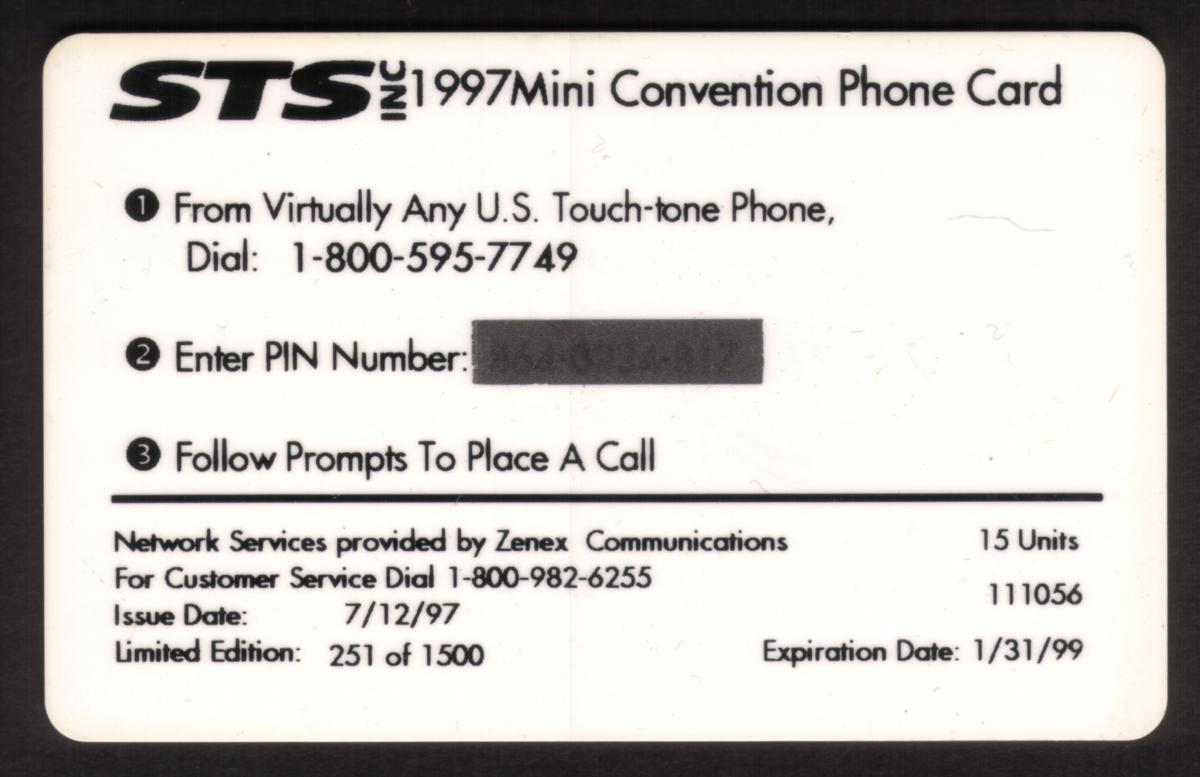 STS INC 1997Mini Convention Phone Card
1 From Virtually Any U.S. Touch-tone Phone,
Dial: 1-800-595-7749
2 Enter PIN Number:
3 Follow Prompts To Place A Call
Network Services provided by Zenex Communications 15 Units
For Customer Service Dial 1-800-982-6255
111056
Issue Date: 7/12/97
Limited Edition: 251 of 1500 Expiration Date: 1/31/99